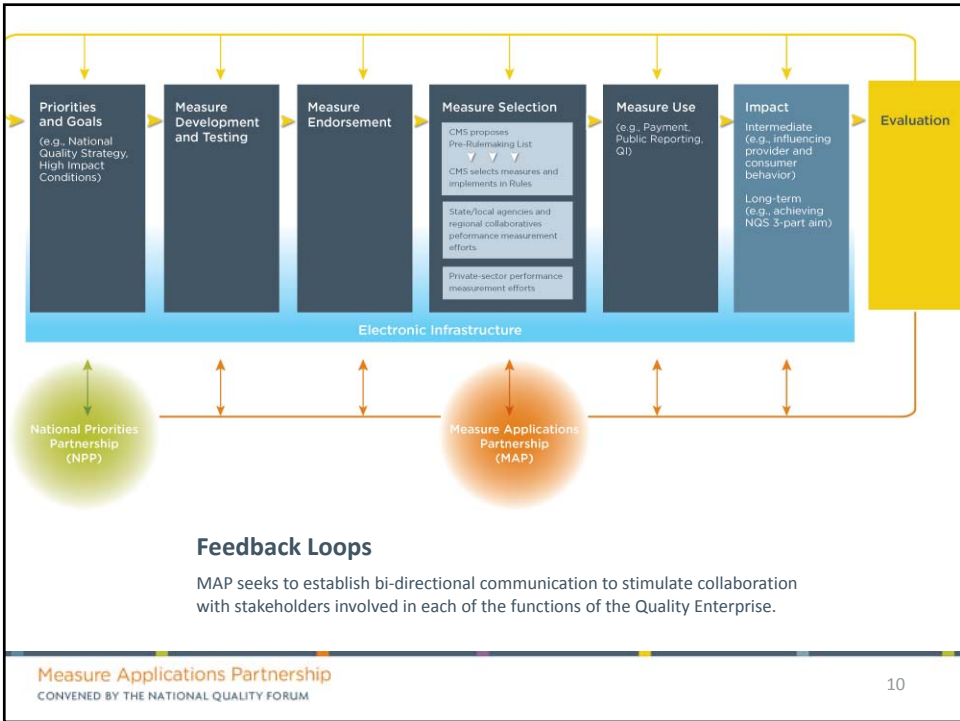 Priorities
and Goals
(e.g., National
Quality Strategy,
High Impact
Conditions)
Measure
Development
and Testing
Measure
Endorsement
Measure Selection
CMS proposes
Pre-Rulemaking List
CMS selects measures and
implements in Rules
State/local agencies and
regional collaboratives
peformance measurement
efforts
Private-sector performance
measurement efforts
Measure Use
(e.g., Payment,
Public Reporting,
QI)
Impact
Intermediate
(e.g., influencing
provider and
consumer
behavior)
Long-term
(e.g., achieving
NQS 3-part aim)
Evaluation
Electronic Infrastructure
National Priorities
Partnership
(NPP)
Measure Applications
Partnership
(MAP)
Feedback Loops
MAP seeks to establish bi-directional communication to stimulate collaboration
with stakeholders involved in each of the functions of the Quality Enterprise.
Measure Applications Partnership
CONVENED BY THE NATIONAL QUALITY FORUM
10